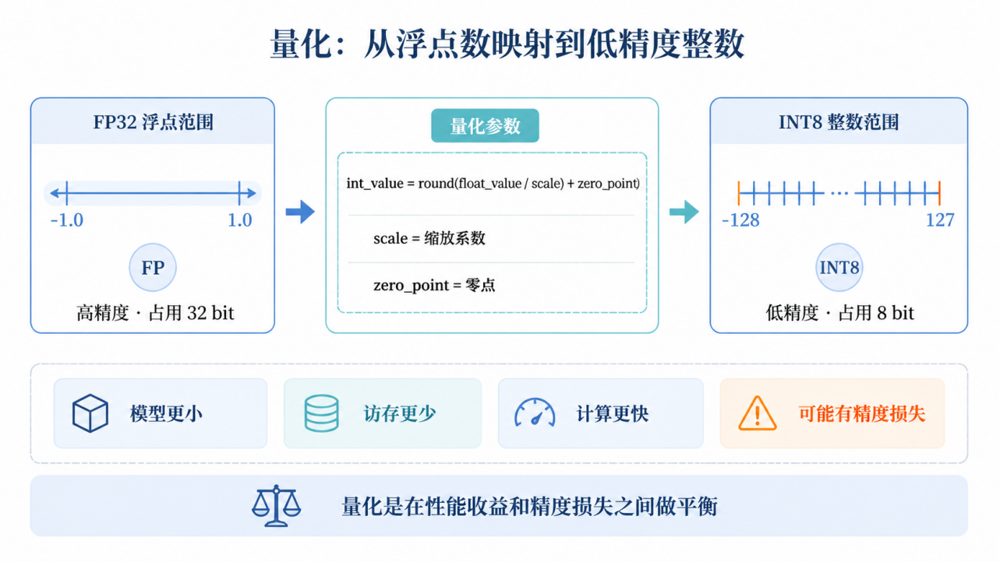 量化：从浮点数映射到低精度整数
FP32 浮点范围
-1.0
1.0
FP
高精度 · 占用 32 bit
量化参数
int_value = round(float_value / scale) + zero_point)
scale = 缩放系数
zero_point = 零点
INT8 整数范围
...
-128
127
INT8
低精度 · 占用 8 bit
模型更小
访存更少
计算更快
可能有精度损失
量化是在性能收益和精度损失之间做平衡